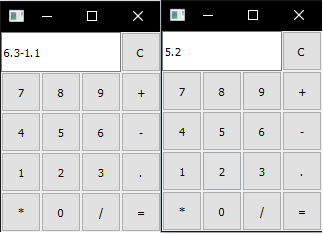 6.3-1.1 C
7 8 9 +
4 5 6 -
1 2 3 .
* 0 / =
5.2 C
7 8 9 +
4 5 6 -
1 2 3 .
* 0 / =